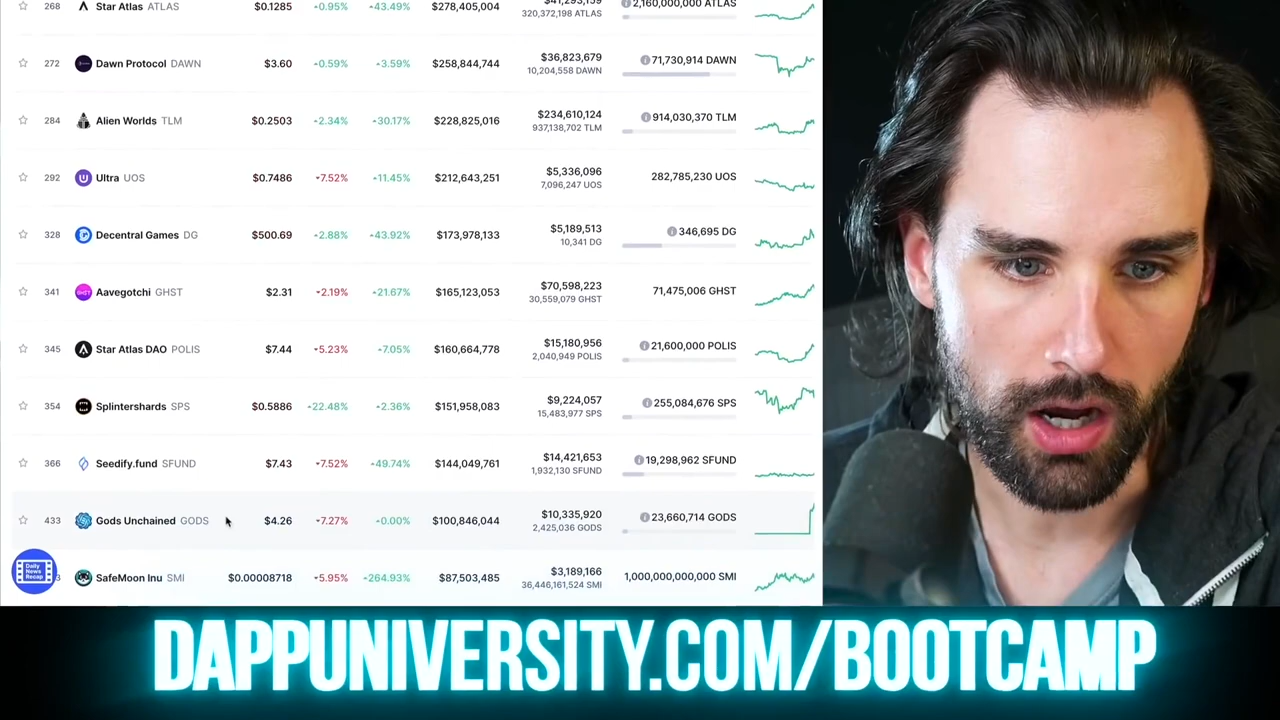 268 Star Atlas ATLAS $0.1285 0.95% 43.49% $278,405,004 $41,293,159 2,160,000,000 ATLAS
320,372,198 ATLAS
272 Dawn Protocol DAWN $3.60 0.59% 3.59% $258,844,744 $36,823,679 71,730,914 DAWN
10,204,558 DAWN
284 Alien Worlds TLM $0.2503 2.34% 30.17% $228,825,016 $234,610,124 914,030,370 TLM
937,138,702 TLM
292 Ultra UOS $0.7486 7.52% 11.45% $212,643,251 $5,336,096 282,785,230 UOS
7,096,247 UOS
328 Decentral Games DG $500.69 2.88% 43.92% $173,978,133 $5,189,513 346,695 DG
10,341 DG
341 Aavegotchi GHST $2.31 2.19% 21.67% $165,123,053 $70,598,223 71,475,006 GHST
30,559,079 GHST
345 Star Atlas DAO POLIS $7.44 5.23% 7.05% $160,664,778 $15,180,956 21,600,000 POLIS
2,040,949 POLIS
354 Splintershards SPS $0.5886 22.48% 2.36% $151,958,083 $9,224,057 255,084,676 SPS
15,483,977 SPS
366 Seedify.fund SFUND $7.43 7.52% 49.74% $144,049,761 $14,421,653 19,298,962 SFUND
1,932,130 SFUND
433 Gods Unchained GODS $4.26 7.27% 0.00% $100,846,044 $10,335,920 23,660,714 GODS
2,425,036 GODS
3 SafeMoon Inu SMI $0.00008718 5.95% 264.93% $87,503,485 $3,189,166 1,000,000,000,000 SMI
36,446,161,524 SMI
Daily
News
Recap
DAPPUNIVERSITY.COM/BOOTCAMP